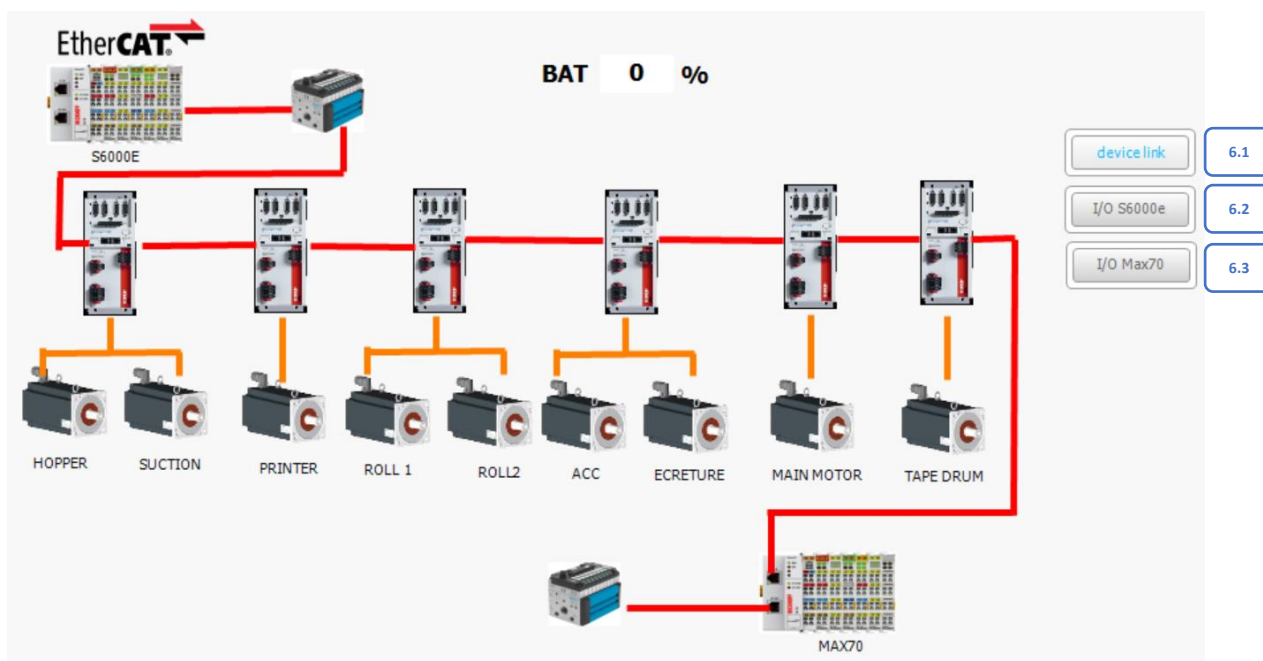 EtherCAT®
BAT 0 %
S6000E
device link
6.1
I/O S6000e
6.2
I/O Max70
6.3
HOPPER
SUCTION
PRINTER
ROLL 1
ROLL2
ACC
ECRETURE
MAIN MOTOR
TAPE DRUM
MAX70